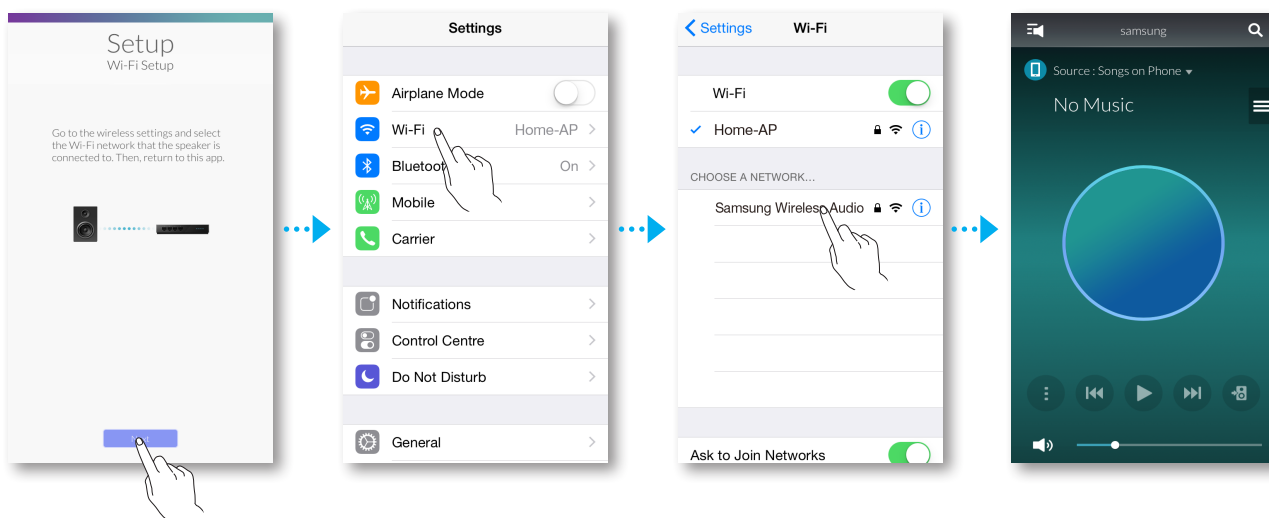 Setup
Wi-Fi Setup
Go to the wireless settings and select
the Wi-Fi network that the speaker is
connected to. Then, return to this app.
Settings
Airplane Mode
Wi-Fi Home-AP
On
Mobile
Carrier
Notifications
Control Centre
Do Not Disturb
General
Settings Wi-Fi
Wi-Fi
Home-AP
CHOOSE A NETWORK...
Samsung Wireless Audio
Ask to Join Networks
samsung
Source : Songs on Phone
No Music